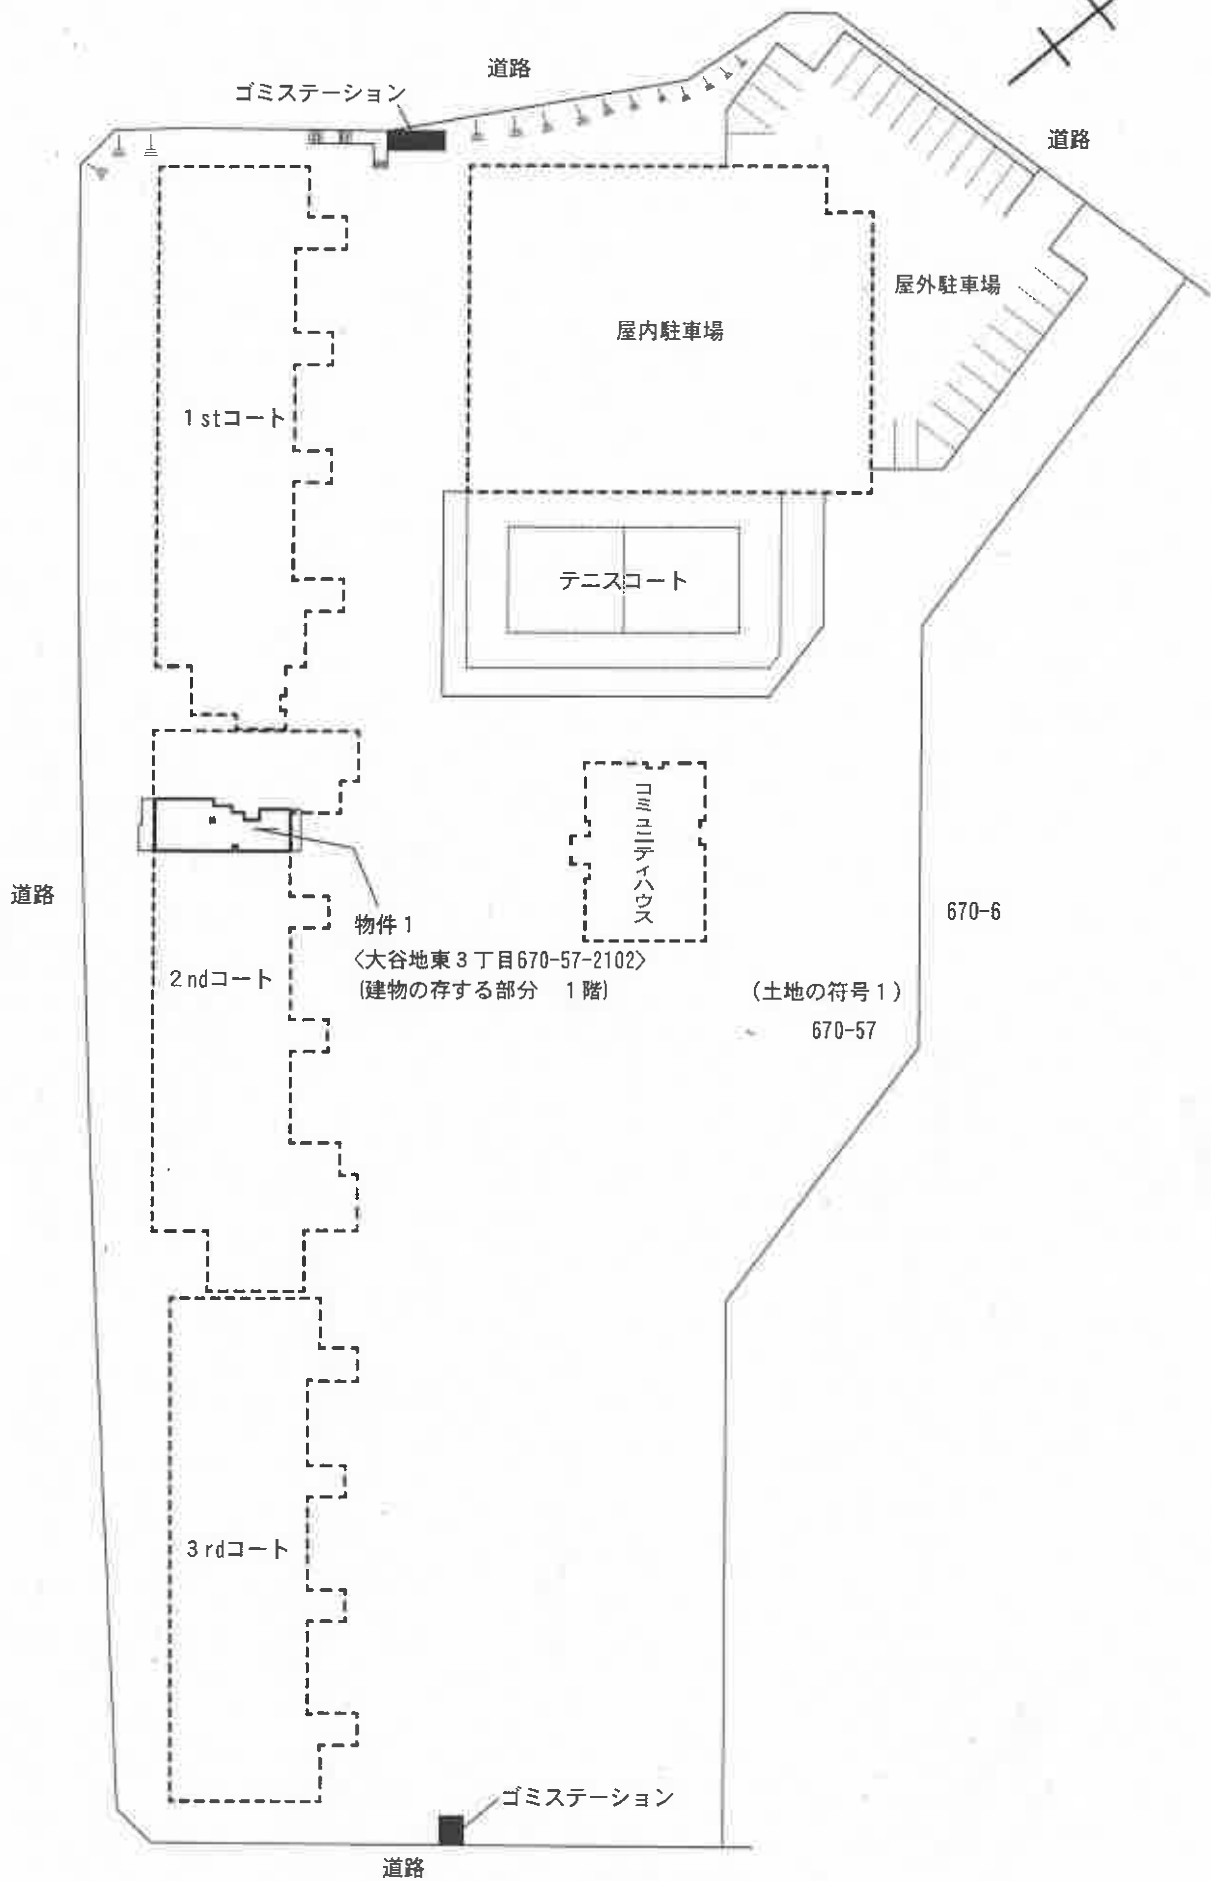 道路
ゴミステーション
道路
屋外駐車場
屋内駐車場
1stコート
テニスコート
コミュニティハウス
道路
物件1
〈大谷地東3丁目670-57-2102〉
(建物の存する部分 1階)
670-6
2ndコート
(土地の符号1)
670-57
3rdコート
ゴミステーション
道路